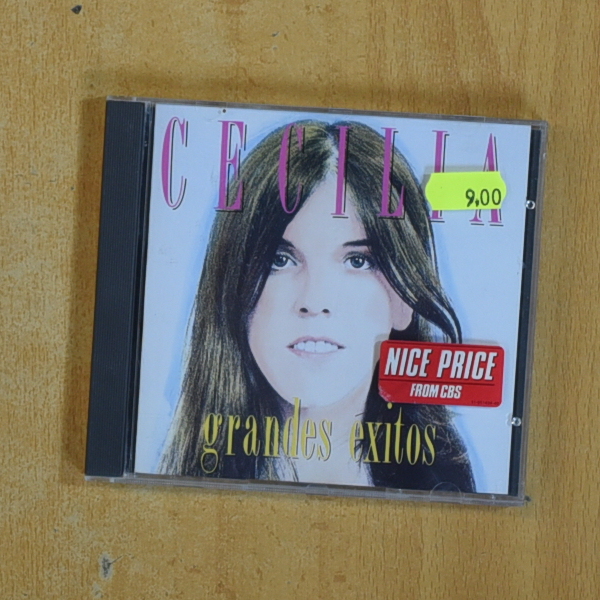 CECILIA
9,00
NICE PRICE
FROM CBS
grandes exitos